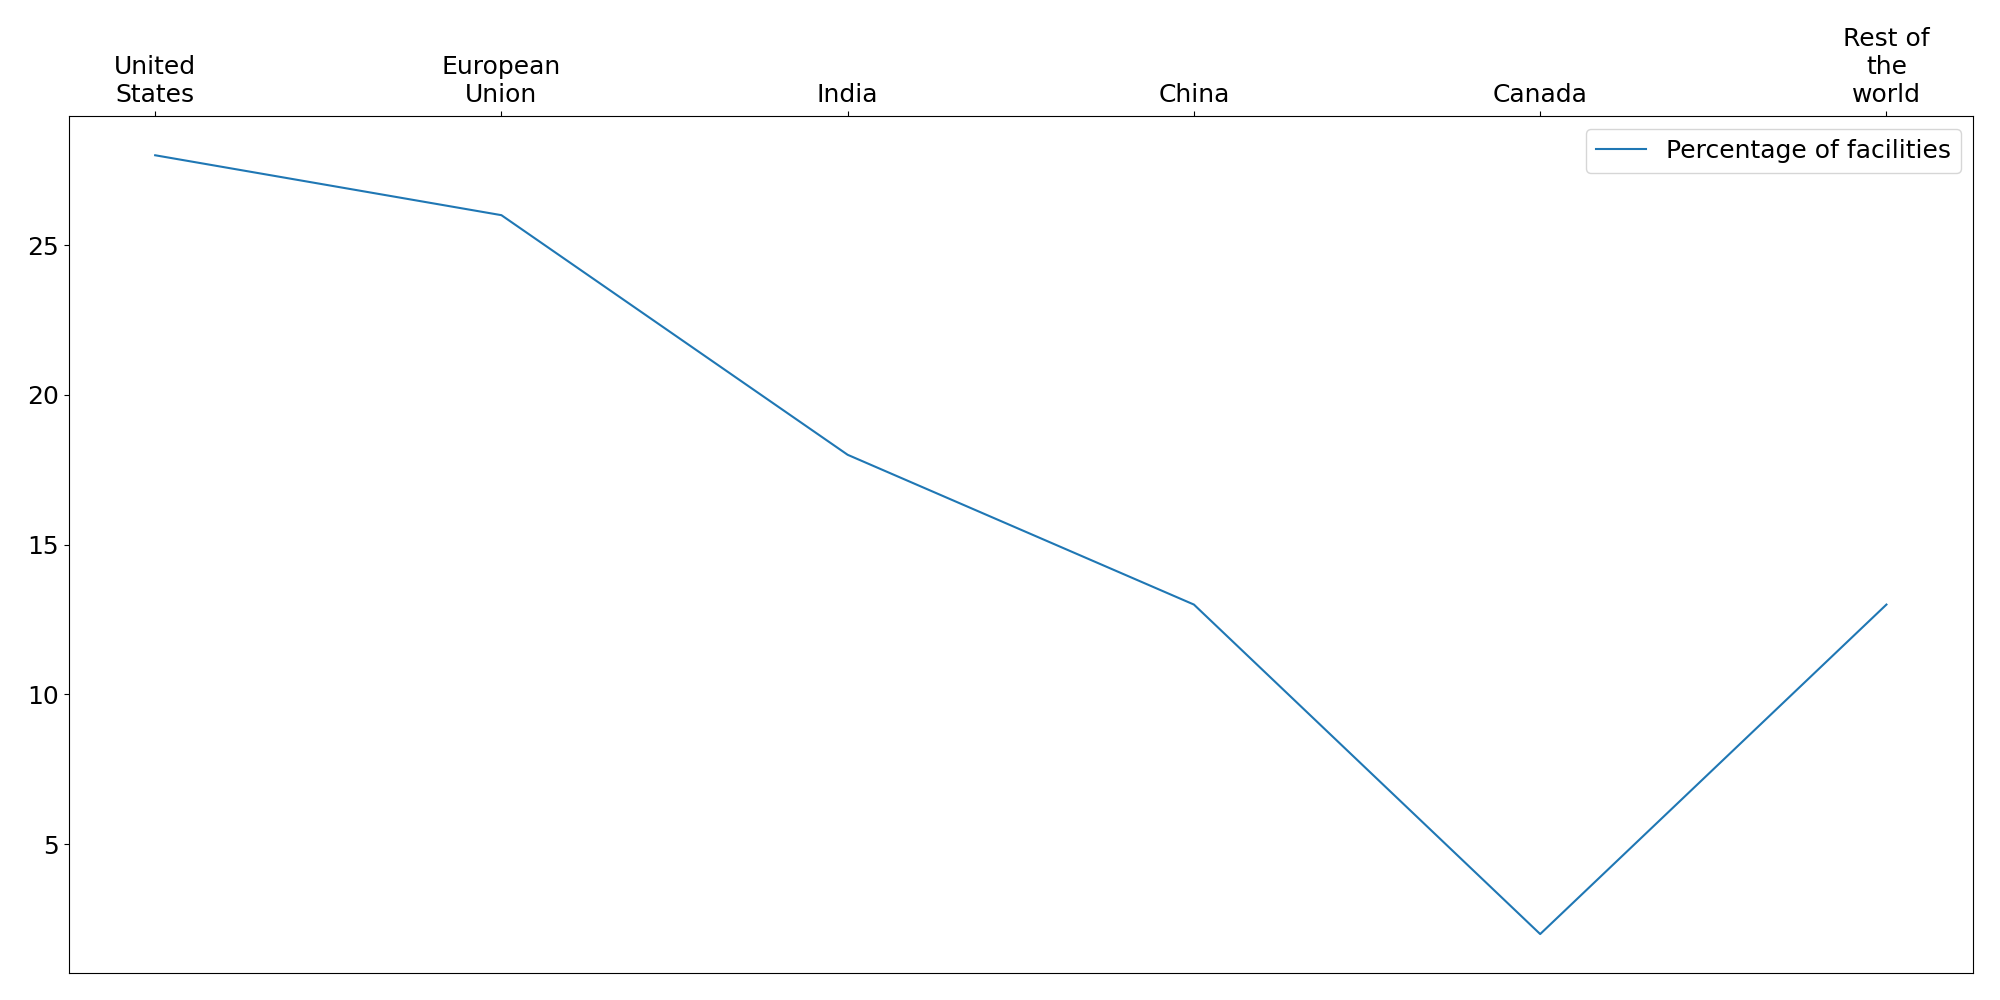 United
States
European
Union
India
China
Canada
Rest of
the
world
Percentage of facilities
25
20
15
10
5